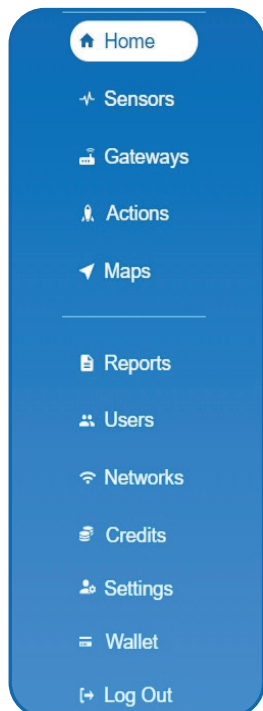 Home
Sensors
Gateways
Actions
Maps
Reports
Users
Networks
Credits
Settings
Wallet
Log Out